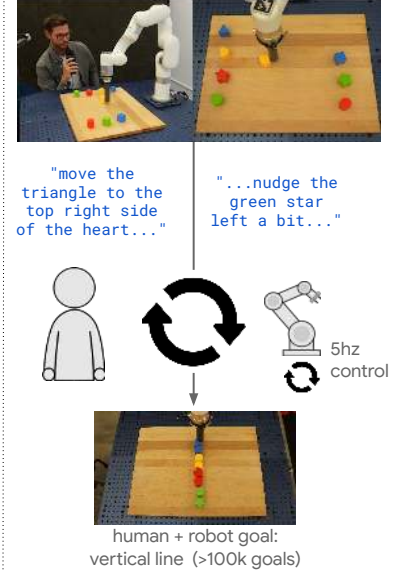 "move the
triangle to the
top right side
of the heart..."
"...nudge the
green star
left a bit..."
5hz
control
human + robot goal:
vertical line (>100k goals)